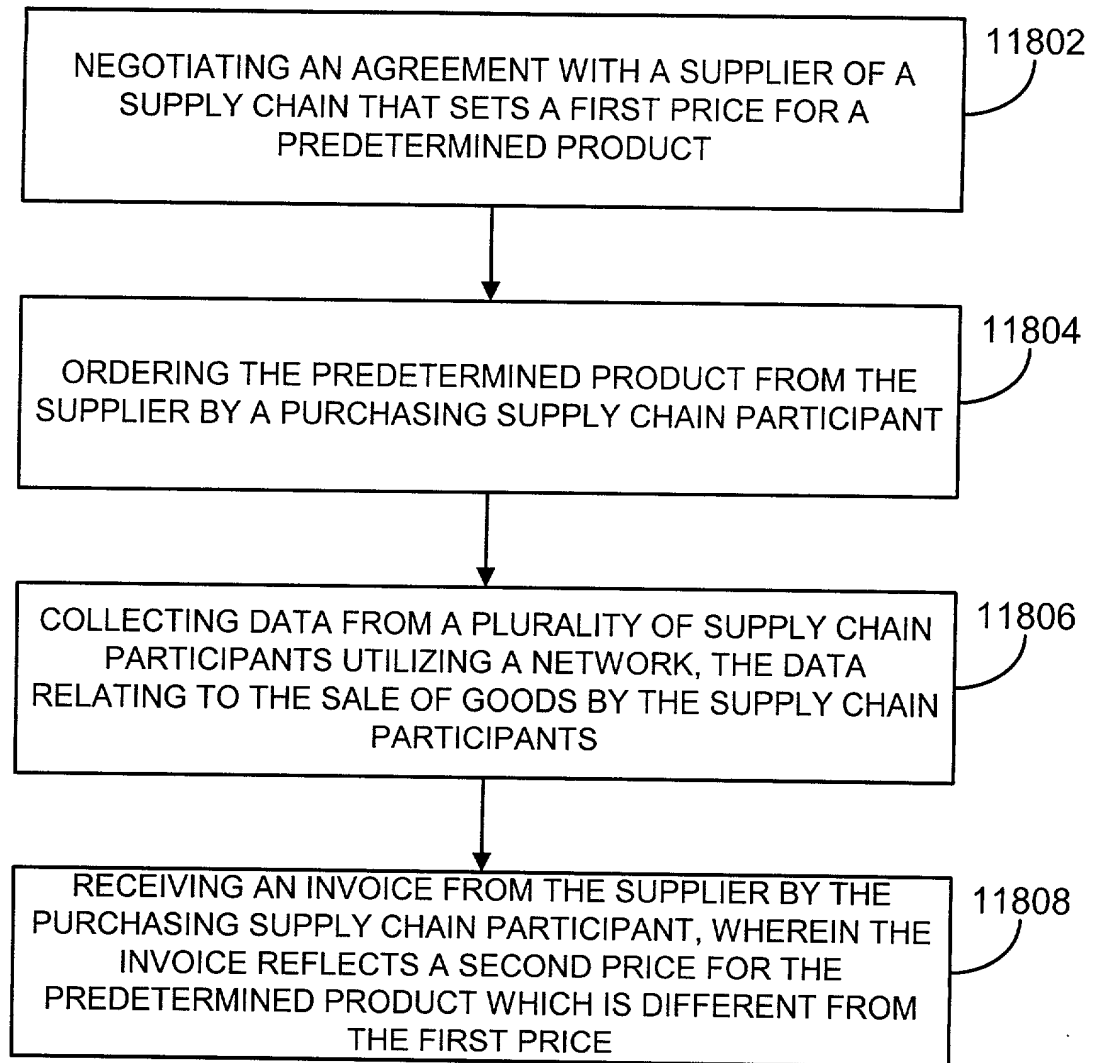 11802
NEGOTIATING AN AGREEMENT WITH A SUPPLIER OF A
SUPPLY CHAIN THAT SETS A FIRST PRICE FOR A
PREDETERMINED PRODUCT
11804
ORDERING THE PREDETERMINED PRODUCT FROM THE
SUPPLIER BY A PURCHASING SUPPLY CHAIN PARTICIPANT
11806
COLLECTING DATA FROM A PLURALITY OF SUPPLY CHAIN
PARTICIPANTS UTILIZING A NETWORK, THE DATA
RELATING TO THE SALE OF GOODS BY THE SUPPLY CHAIN
PARTICIPANTS
11808
RECEIVING AN INVOICE FROM THE SUPPLIER BY THE
PURCHASING SUPPLY CHAIN PARTICIPANT, WHEREIN THE
INVOICE REFLECTS A SECOND PRICE FOR THE
PREDETERMINED PRODUCT WHICH IS DIFFERENT FROM
THE FIRST PRICE